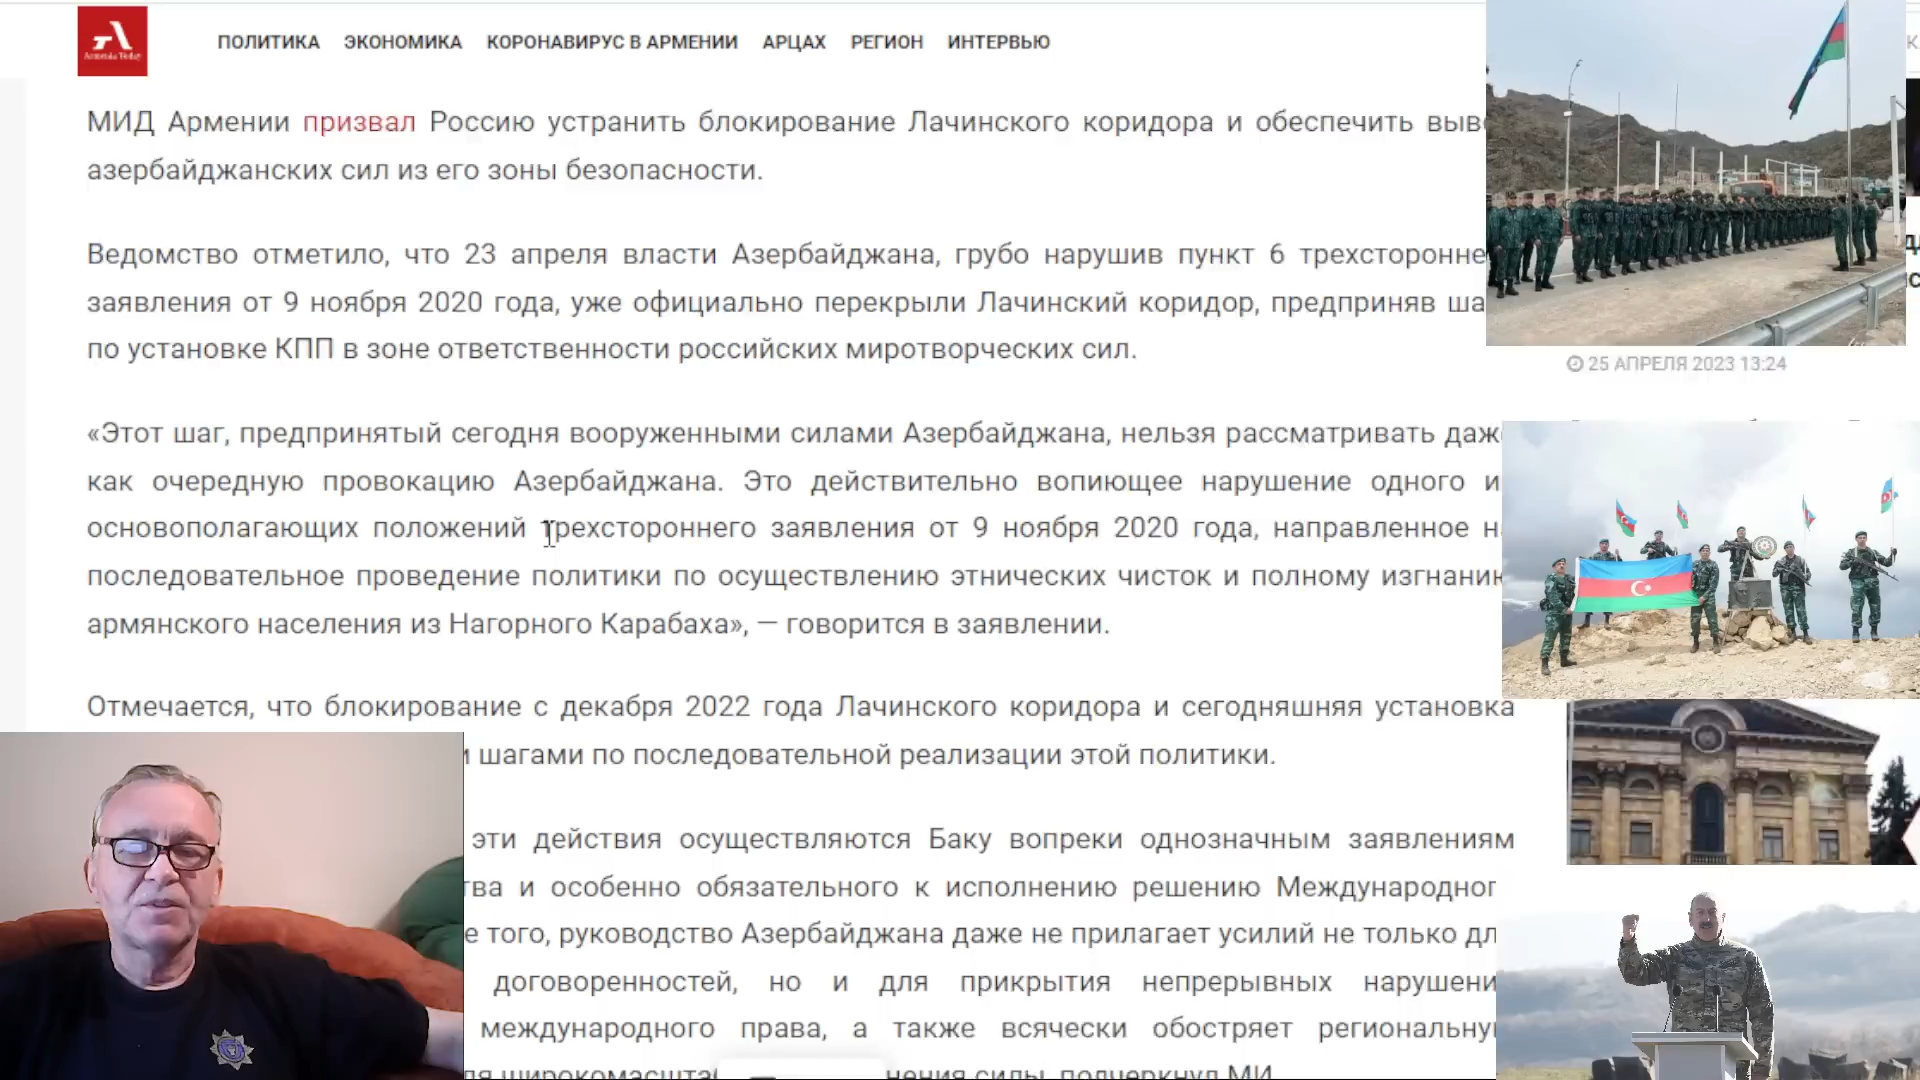 Armenia Today
ПОЛИТИКА ЭКОНОМИКА КОРОНАВИРУС В АРМЕНИИ АРЦАХ РЕГИОН ИНТЕРВЬЮ
МИД Армении призвал Россию устранить блокирование Лачинского коридора и обеспечить выв
азербайджанских сил из его зоны безопасности.
Ведомство отметило, что 23 апреля власти Азербайджана, грубо нарушив пункт 6 трехсторонне
заявления от 9 ноября 2020 года, уже официально перекрыли Лачинский коридор, предприняв ша
по установке КПП в зоне ответственности российских миротворческих сил.
25 АПРЕЛЯ 2023 13:24
«Этот шаг, предпринятый сегодня вооруженными силами Азербайджана, нельзя рассматривать даж
как очередную провокацию Азербайджана. Это действительно вопиющее нарушение одного и
основополагающих положений трехстороннего заявления от 9 ноября 2020 года, направленное н
последовательное проведение политики по осуществлению этнических чисток и полному изгнани
армянского населения из Нагорного Карабаха», — говорится в заявлении.
Отмечается, что блокирование с декабря 2022 года Лачинского коридора и сегодняшняя установка
шагами по последовательной реализации этой политики.
эти действия осуществляются Баку вопреки однозначным заявлениям
тва и особенно обязательного к исполнению решению Международног
е того, руководство Азербайджана даже не прилагает усилий не только дл
договоренностей, но и для прикрытия непрерывных нарушени
международного права, а также всячески обостряет региональну
ля широкомасшта нения силы, подчеркнул МИ